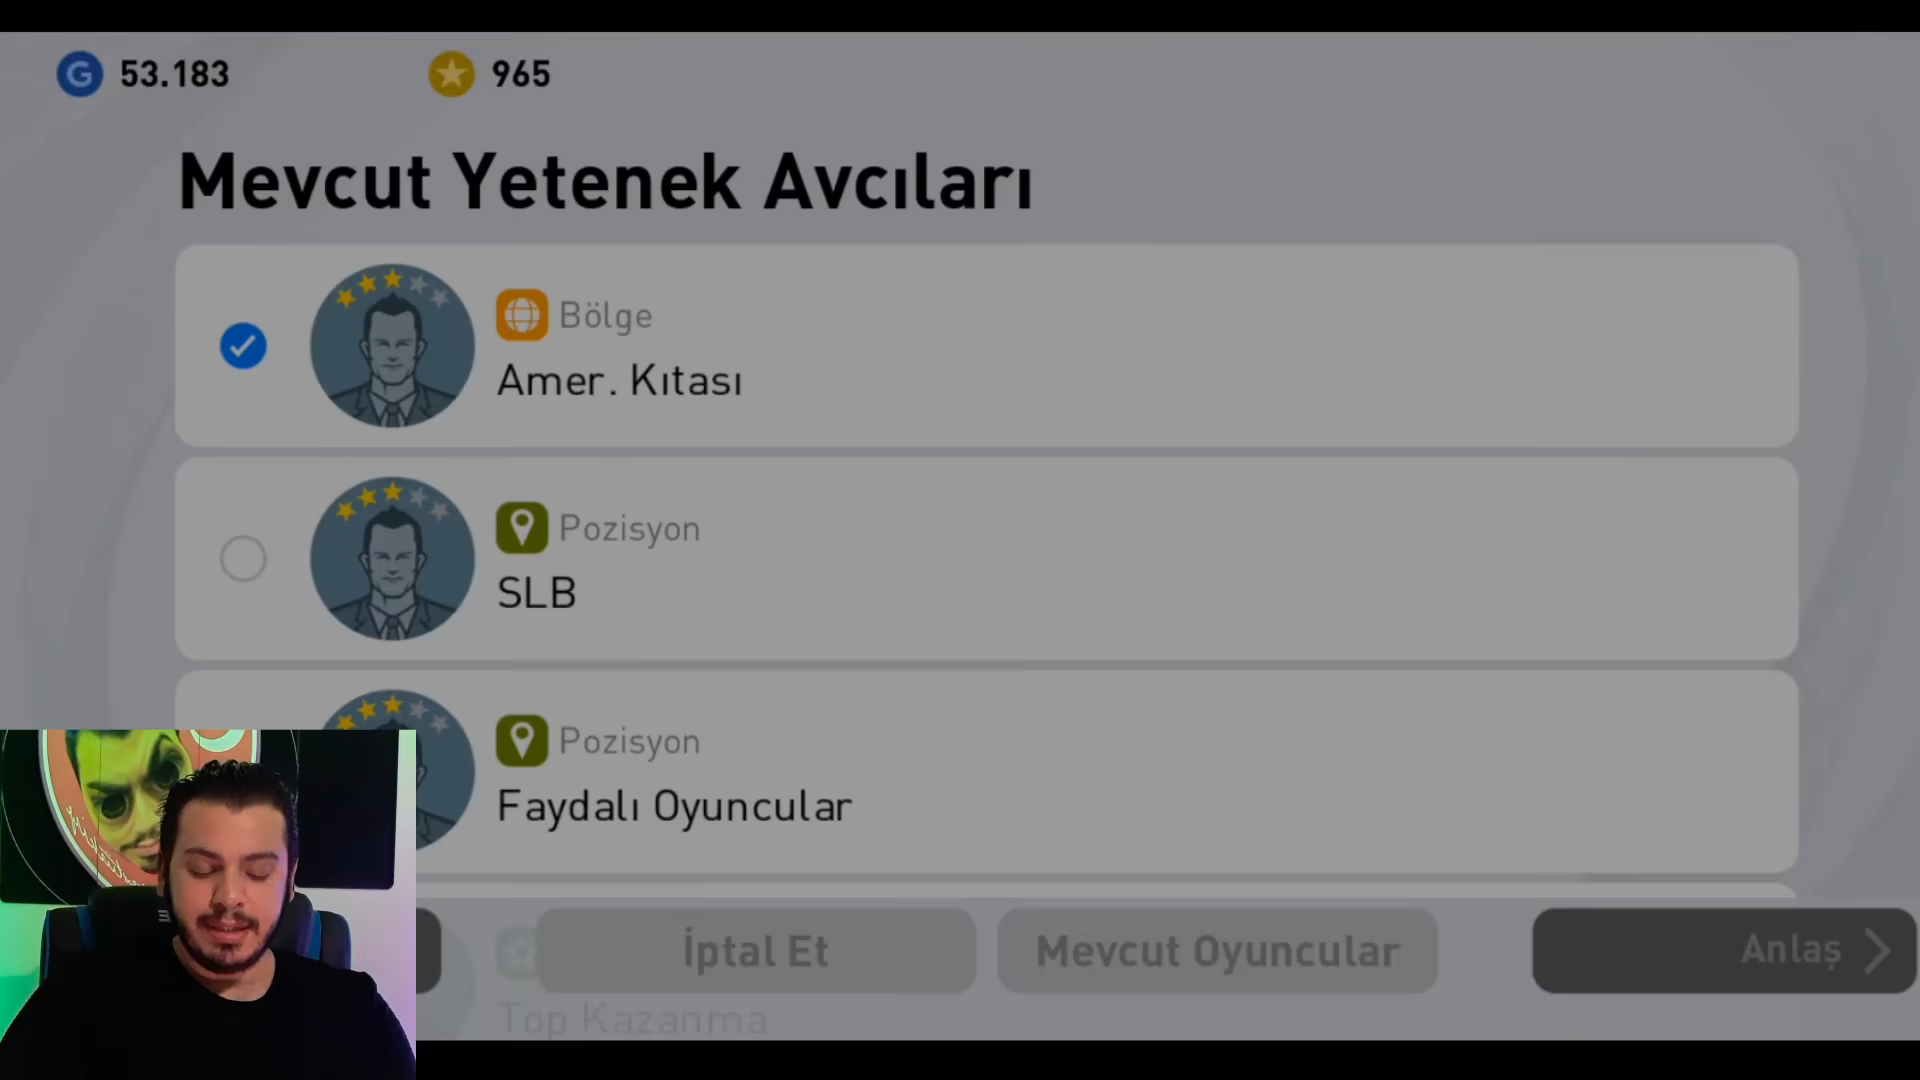 53.183
965
Mevcut Yetenek Avcıları
Bölge
Amer. Kıtası
Pozisyon
SLB
Pozisyon
Faydalı Oyuncular
İptal Et
Mevcut Oyuncular
Anlaş
Top Kazanma